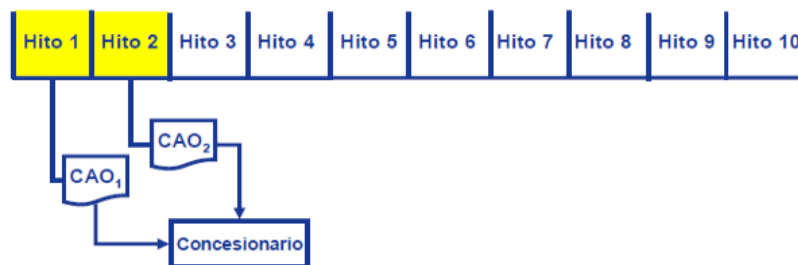 Hito 1 Hito 2 Hito 3 Hito 4 Hito 5 Hito 6 Hito 7 Hito 8 Hito 9 Hito 10
CAO₂
CAO₁
Concesionario